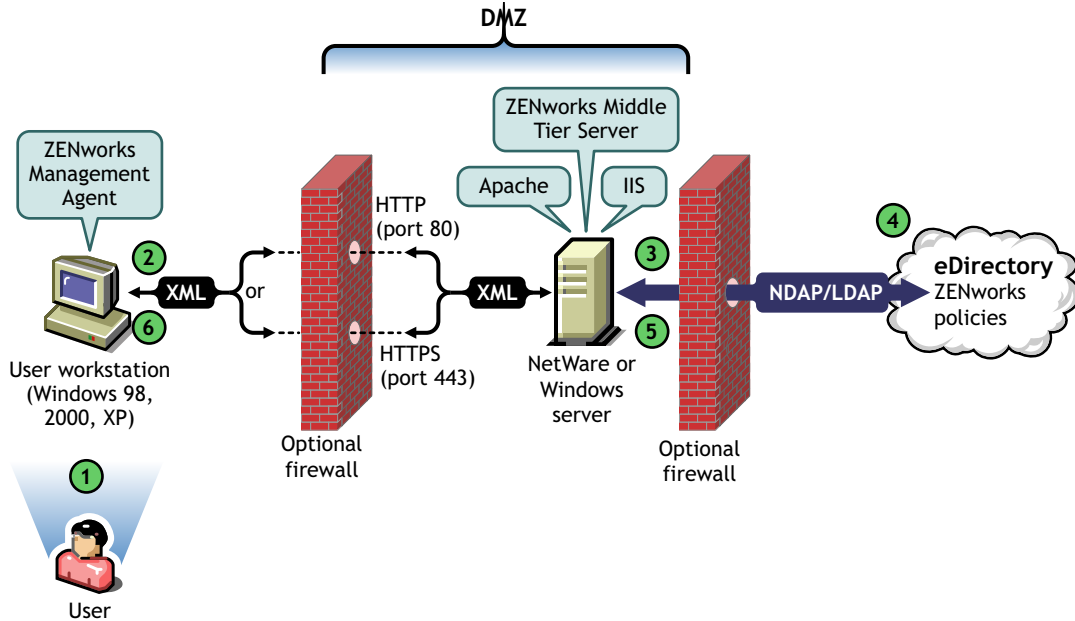 DMZ
ZENworks Middle
Tier Server
ZENworks
Management
Agent
Apache
IIS
HTTP
(port 80)
2
3
4
XML
or
XML
NDAP/LDAP
eDirectory
ZENworks
policies
6
5
HTTPS
(port 443)
User workstation
(Windows 98,
2000, XP)
NetWare or
Windows
server
Optional
firewall
Optional
firewall
1
User